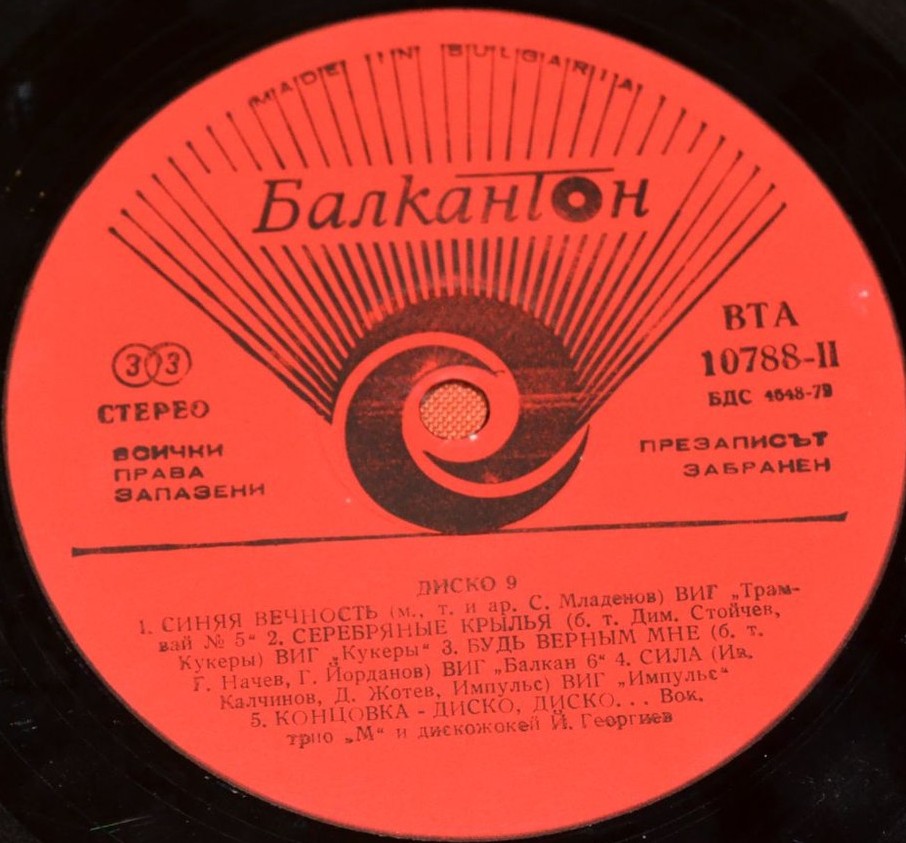 MADE IN BULGARIA
Балкантон
ВТА
10788-II
БДС 4648-79
33
СТЕРЕО
ВСИЧКИ
ПРАВА
ЗАПАЗЕНИ
ПРЕЗАПИСЪТ
ЗАБРАНЕН
ДИСКО 9
1. СИНЯЯ ВЕЧНОСТЬ (м., т. и ар. С. Младенов) ВИГ „Трам-
вай № 5“ 2. СЕРЕБРЯНЫЕ КРЫЛЬЯ (б. т. Дим. Стойчев,
Кукеры) ВИГ „Кукеры“ 3. БУДЬ ВЕРНЫМ МНЕ (б. т.
Г. Начев, Г. Йорданов) ВИГ „Балкан 6“ 4. СИЛА (Ив.
Калчинов, Д. Жотев, Импульс) ВИГ „Импульс“
5. КОНЦОВКА - ДИСКО, ДИСКО... Вок.
трио „М“ и дискожокей Й. Георгиев